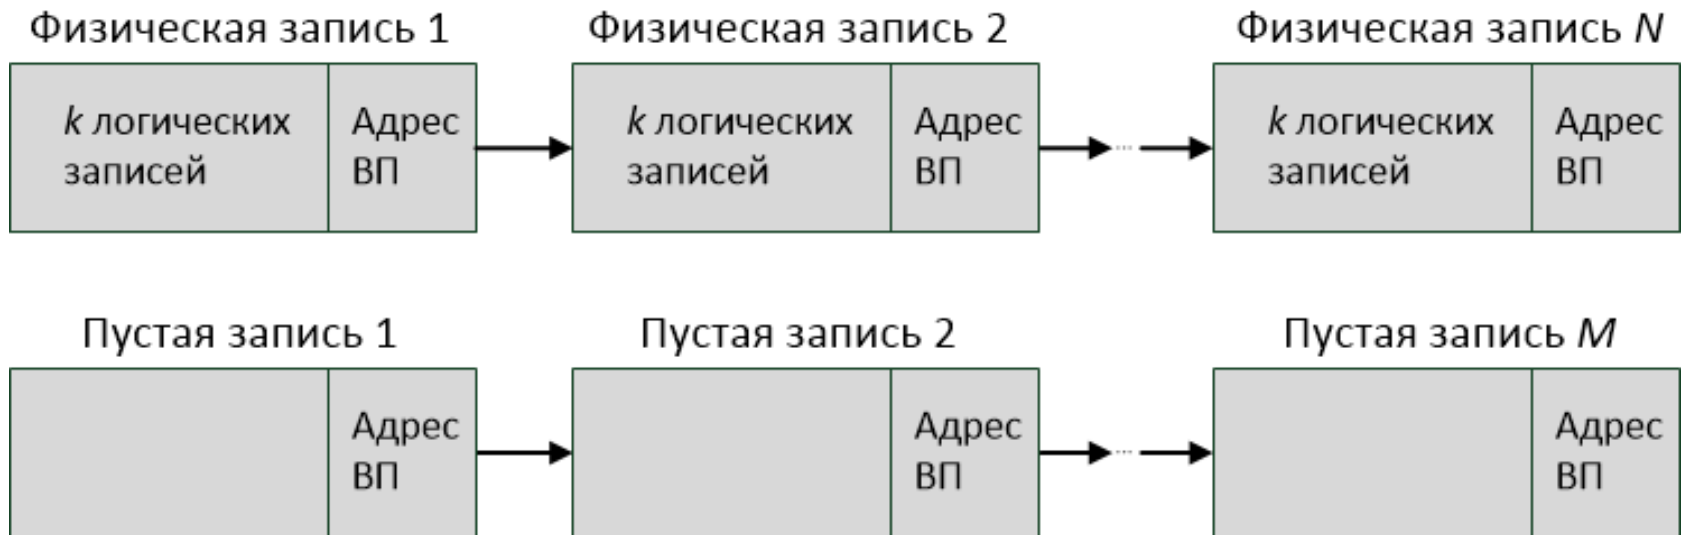 Физическая запись 1 Физическая запись 2 Физическая запись N
k логических Адрес k логических Адрес k логических Адрес
записей ВП записей ВП ... записей ВП
Пустая запись 1 Пустая запись 2 Пустая запись M
Адрес Адрес Адрес
ВП ВП ... ВП